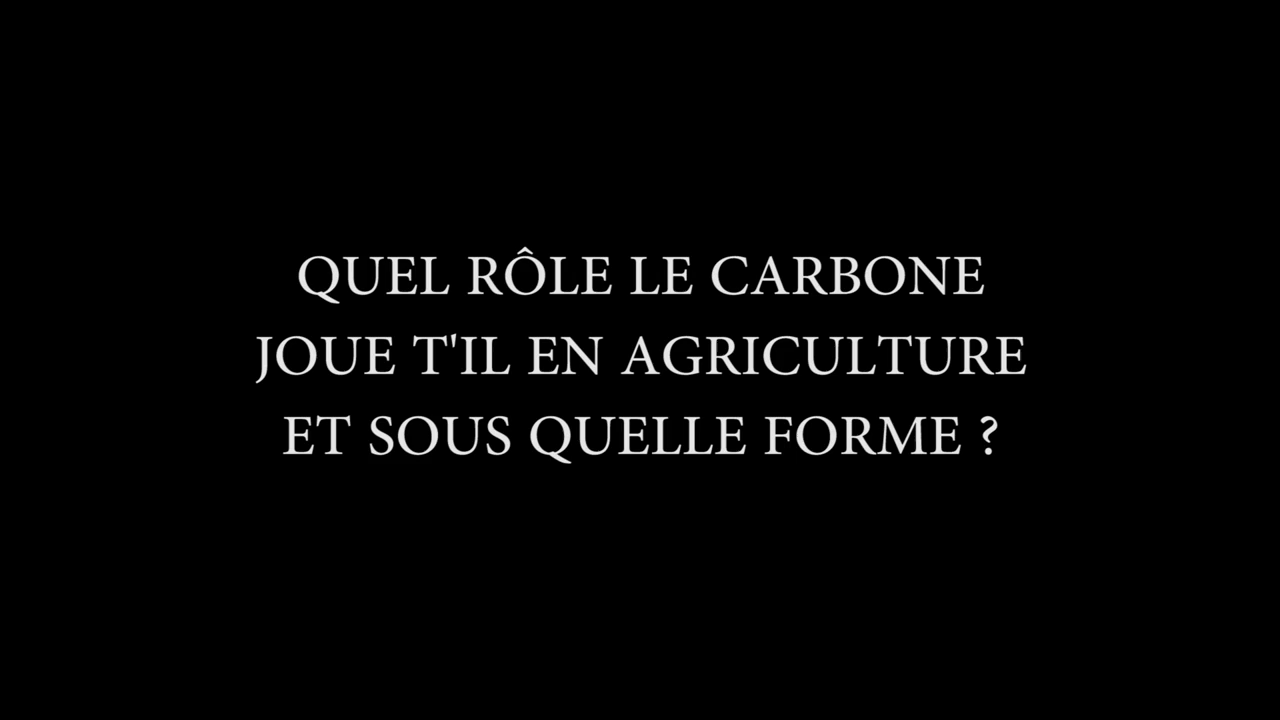 QUEL RÔLE LE CARBONE
JOUE T'IL EN AGRICULTURE
ET SOUS QUELLE FORME ?